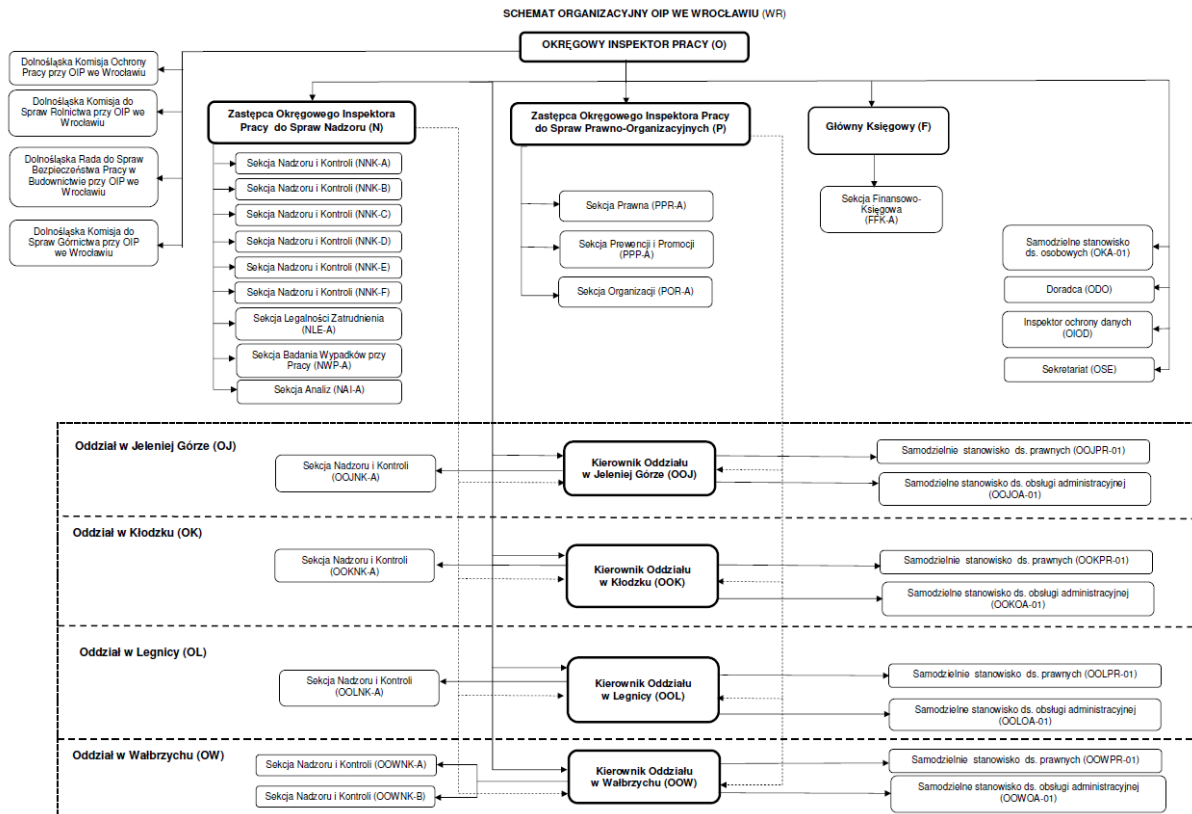 SCHEMAT ORGANIZACYJNY OIP WE WROCŁAWIU (WR)
OKRĘGOWY INSPEKTOR PRACY (O)
Dolnośląska Komisja Ochrony
Pracy przy OIP we Wrocławiu
Dolnośląska Komisja do
Spraw Rolnictwa przy OIP we
Wrocławiu
Dolnośląska Rada do Spraw
Bezpieczeństwa Pracy w
Budownictwie przy OIP we
Wrocławiu
Dolnośląska Komisja do
Spraw Górnictwa przy OIP
we Wrocławiu
Zastępca Okręgowego Inspektora
Pracy do Spraw Nadzoru (N)
Sekcja Nadzoru i Kontroli (NNK-A)
Sekcja Nadzoru i Kontroli (NNK-B)
Sekcja Nadzoru i Kontroli (NNK-C)
Sekcja Nadzoru i Kontroli (NNK-D)
Sekcja Nadzoru i Kontroli (NNK-E)
Sekcja Nadzoru i Kontroli (NNK-F)
Sekcja Legalności Zatrudnienia
(NLE-A)
Sekcja Badania Wypadków przy
Pracy (NWP-A)
Sekcja Analiz (NAI-A)
Zastępca Okręgowego Inspektora Pracy
do Spraw Prawno-Organizacyjnych (P)
Sekcja Prawna (PPR-A)
Sekcja Prewencji i Promocji
(PPP-A)
Sekcja Organizacji (POR-A)
Główny Księgowy (F)
Sekcja Finansowo-
Księgowa
(FFK-A)
Samodzielne stanowisko
ds. osobowych (OKA-01)
Doradca (ODO)
Inspektor ochrony danych
(OIOD)
Sekretariat (OSE)
Oddział w Jeleniej Górze (OJ)
Sekcja Nadzoru i Kontroli
(OOJNK-A)
Kierownik Oddziału
w Jeleniej Górze (OOJ)
Samodzielnie stanowisko ds. prawnych (OOJPR-01)
Samodzielne stanowisko ds. obsługi administracyjnej
(OOJOA-01)
Oddział w Kłodzku (OK)
Sekcja Nadzoru i Kontroli
(OOKNK-A)
Kierownik Oddziału
w Kłodzku (OOK)
Samodzielnie stanowisko ds. prawnych (OOKPR-01)
Samodzielne stanowisko ds. obsługi administracyjnej
(OOKOA-01)
Oddział w Legnicy (OL)
Sekcja Nadzoru i Kontroli
(OOLNK-A)
Kierownik Oddziału
w Legnicy (OOL)
Samodzielnie stanowisko ds. prawnych (OOLPR-01)
Samodzielne stanowisko ds. obsługi administracyjnej
(OOLOA-01)
Oddział w Wałbrzychu (OW)
Sekcja Nadzoru i Kontroli (OOWNK-A)
Sekcja Nadzoru i Kontroli (OOWNK-B)
Kierownik Oddziału
w Wałbrzychu (OOW)
Samodzielnie stanowisko ds. prawnych (OOWPR-01)
Samodzielne stanowisko ds. obsługi administracyjnej
(OOWOA-01)